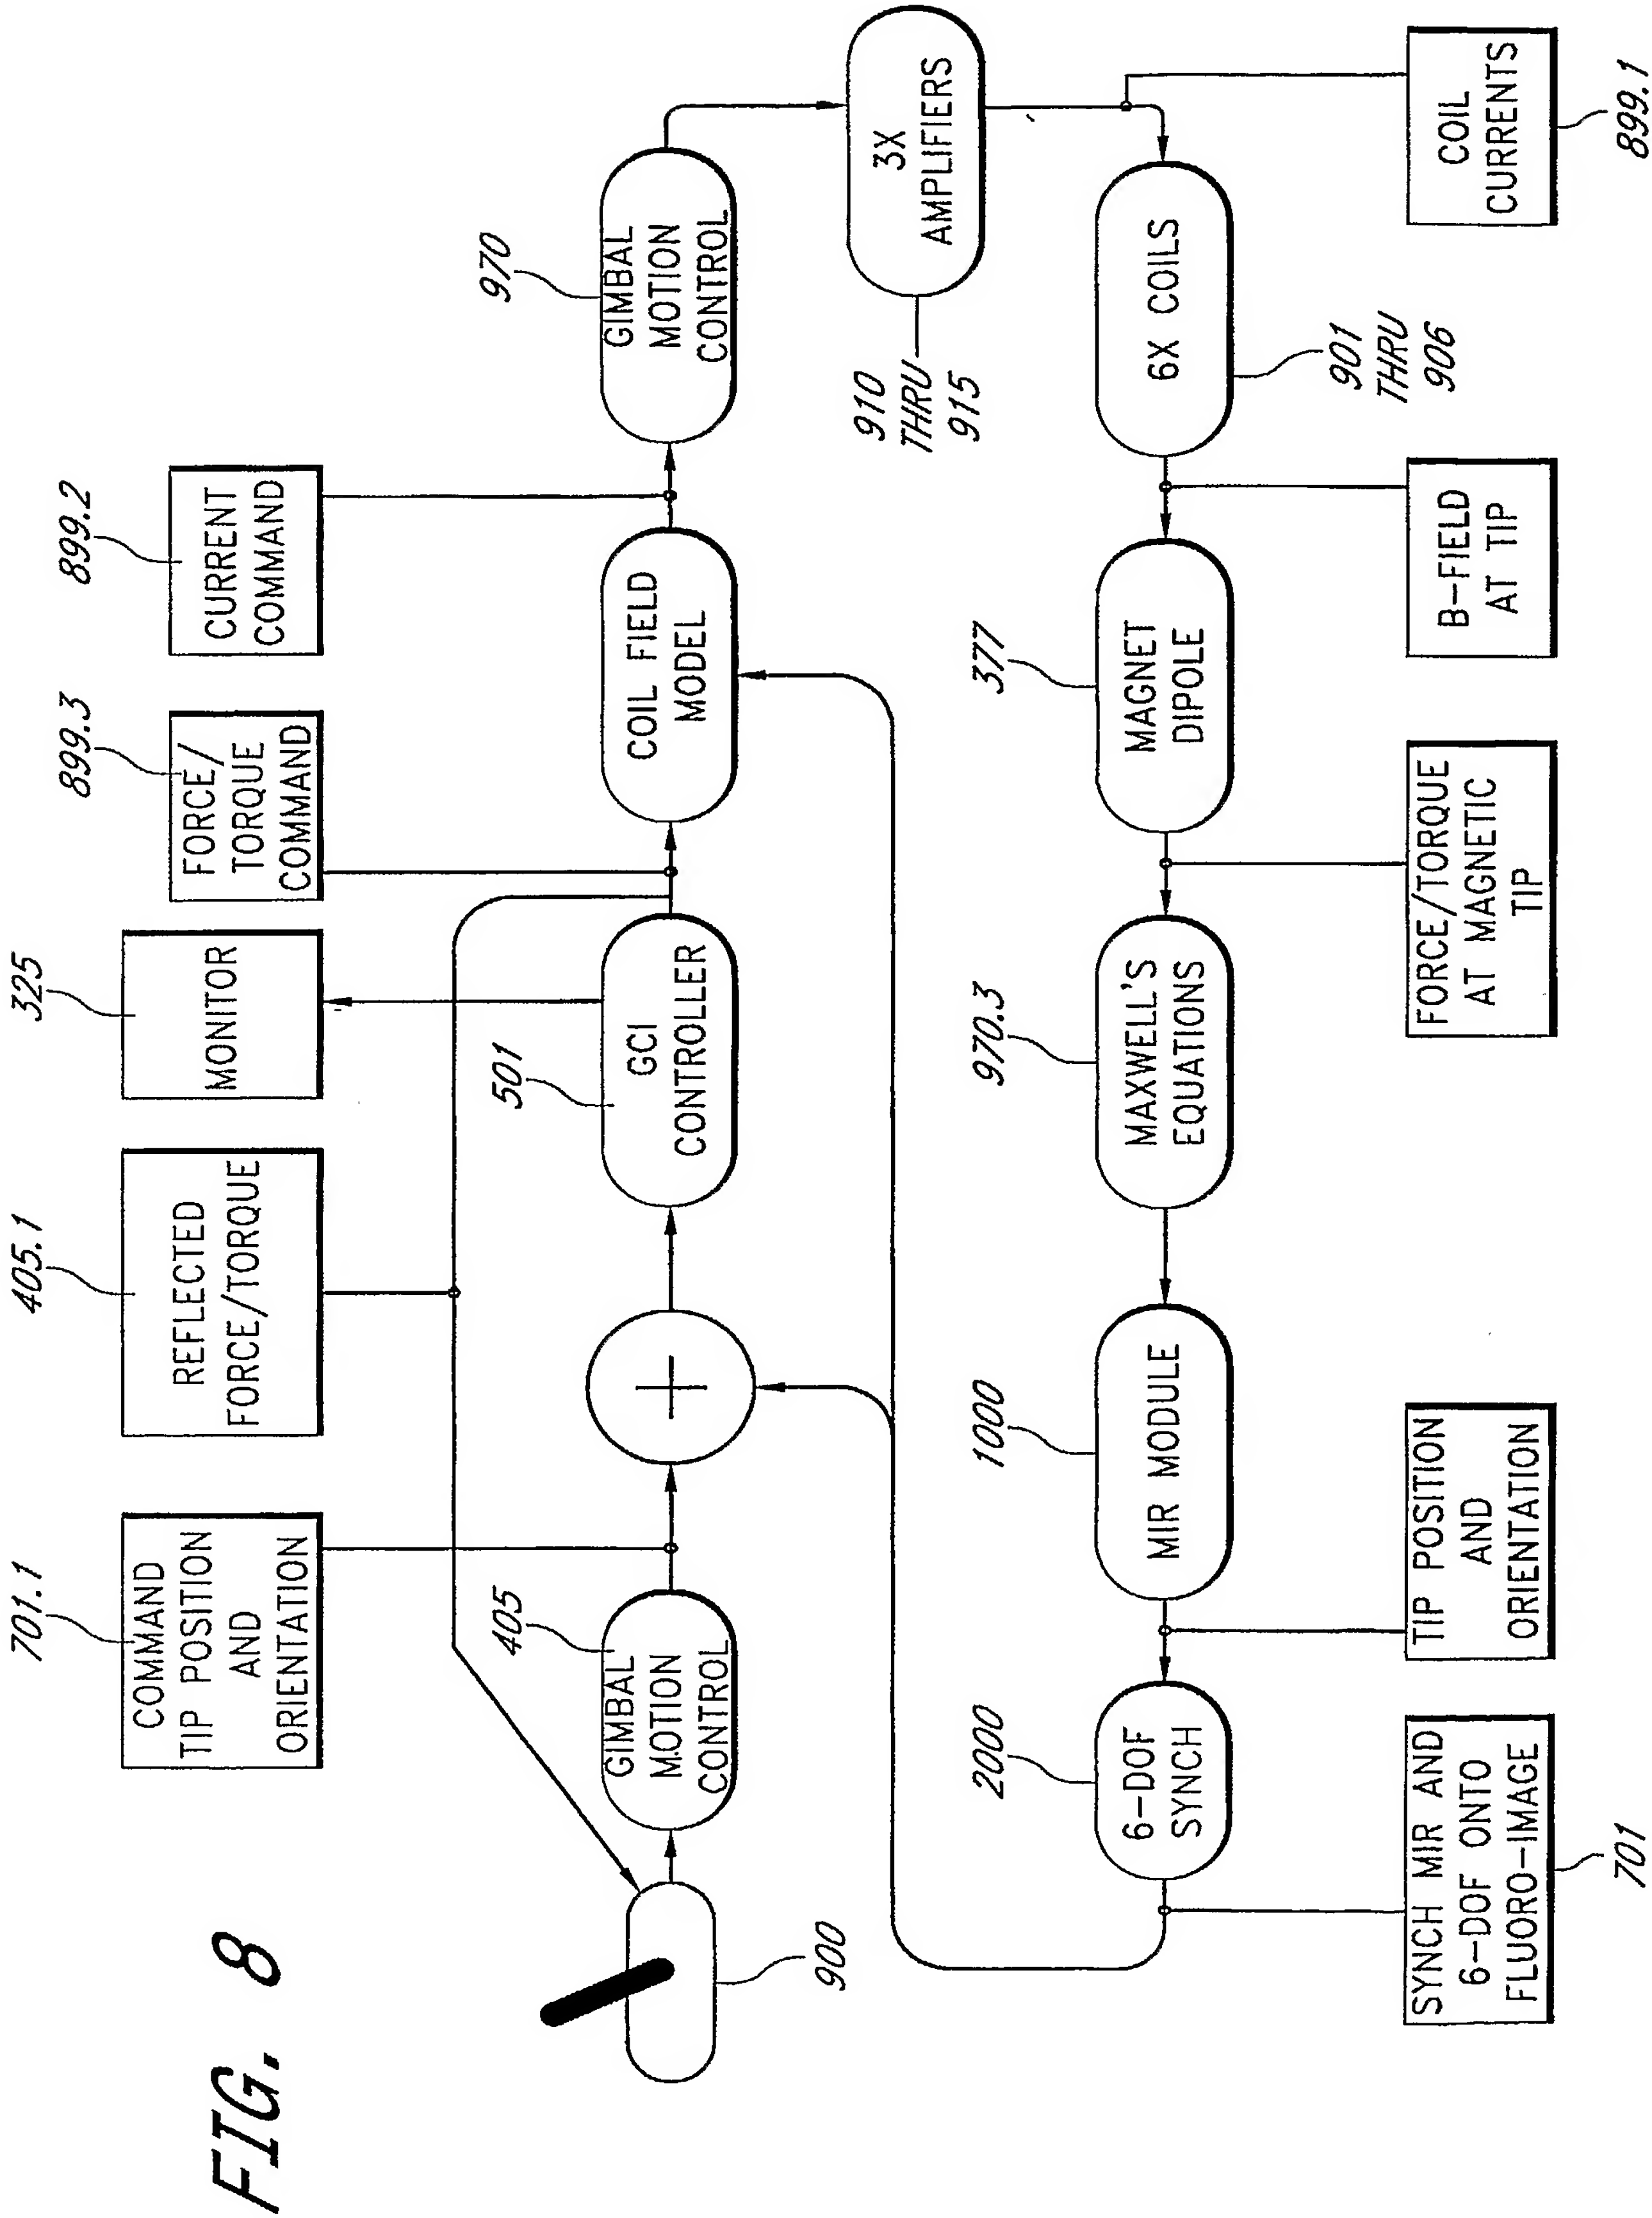 FIG. 8
701.1
COMMAND
TIP POSITION
AND
ORIENTATION
405.1
REFLECTED
FORCE/TORQUE
325
MONITOR
899.3
FORCE/
TORQUE
COMMAND
899.2
CURRENT
COMMAND
900
405
GIMBAL
MOTION
CONTROL
+
501
GCI
CONTROLLER
COIL FIELD
MODEL
970
GIMBAL
MOTION
CONTROL
3X
AMPLIFIERS
910
THRU
915
2000
6-DOF
SYNCH
1000
MIR MODULE
970.3
MAXWELL'S
EQUATIONS
377
MAGNET
DIPOLE
6X COILS
901
THRU
906
SYNCH MIR AND
6-DOF ONTO
FLUORO-IMAGE
701
TIP POSITION
AND
ORIENTATION
FORCE/TORQUE
AT MAGNETIC
TIP
B-FIELD
AT TIP
COIL
CURRENTS
899.1